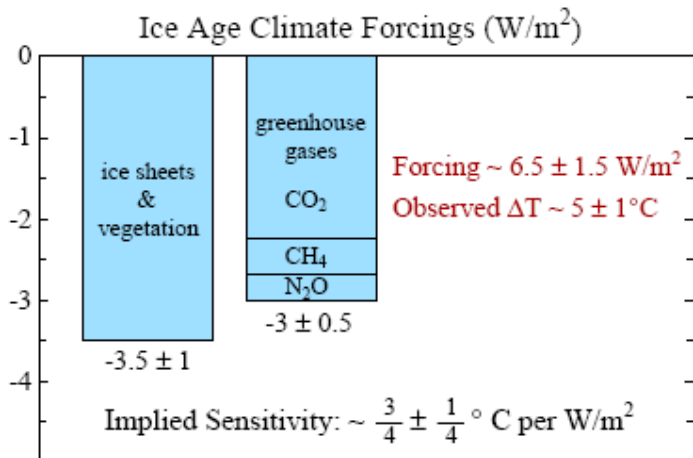 Ice Age Climate Forcings (W/m²)
0
-1
-2
-3
-4
ice sheets
&
vegetation
-3.5 ± 1
greenhouse
gases
CO₂
CH₄
N₂O
-3 ± 0.5
Forcing ~ 6.5 ± 1.5 W/m²
Observed ΔT ~ 5 ± 1°C
Implied Sensitivity: ~ 3/4 ± 1/4 ° C per W/m²